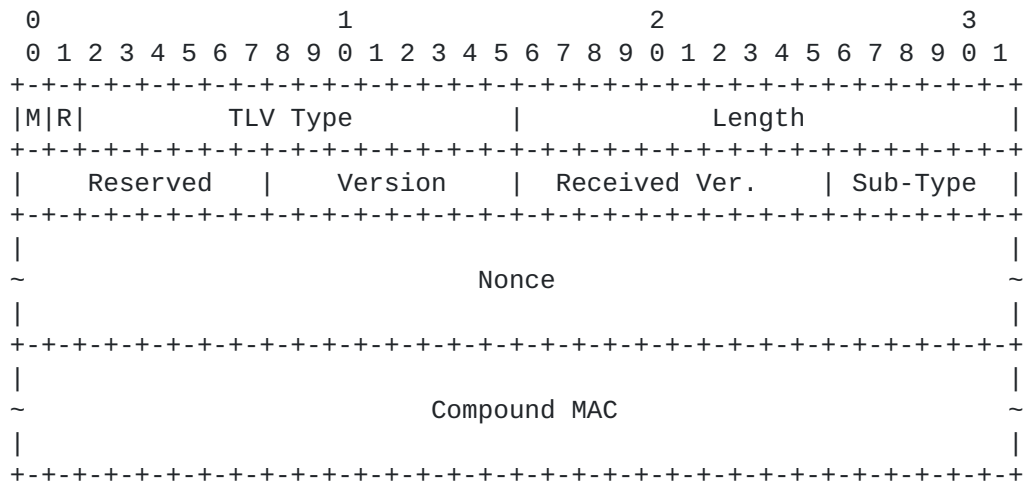 0                   1                   2                   3
 0 1 2 3 4 5 6 7 8 9 0 1 2 3 4 5 6 7 8 9 0 1 2 3 4 5 6 7 8 9 0 1
+-+-+-+-+-+-+-+-+-+-+-+-+-+-+-+-+-+-+-+-+-+-+-+-+-+-+-+-+-+-+-+-+
|M|R|         TLV Type          |            Length             |
+-+-+-+-+-+-+-+-+-+-+-+-+-+-+-+-+-+-+-+-+-+-+-+-+-+-+-+-+-+-+-+-+
|    Reserved   |    Version    |  Received Ver.    | Sub-Type  |
+-+-+-+-+-+-+-+-+-+-+-+-+-+-+-+-+-+-+-+-+-+-+-+-+-+-+-+-+-+-+-+-+
|                                                               |
~                             Nonce                             ~
|                                                               |
+-+-+-+-+-+-+-+-+-+-+-+-+-+-+-+-+-+-+-+-+-+-+-+-+-+-+-+-+-+-+-+-+
|                                                               |
~                          Compound MAC                         ~
|                                                               |
+-+-+-+-+-+-+-+-+-+-+-+-+-+-+-+-+-+-+-+-+-+-+-+-+-+-+-+-+-+-+-+-+